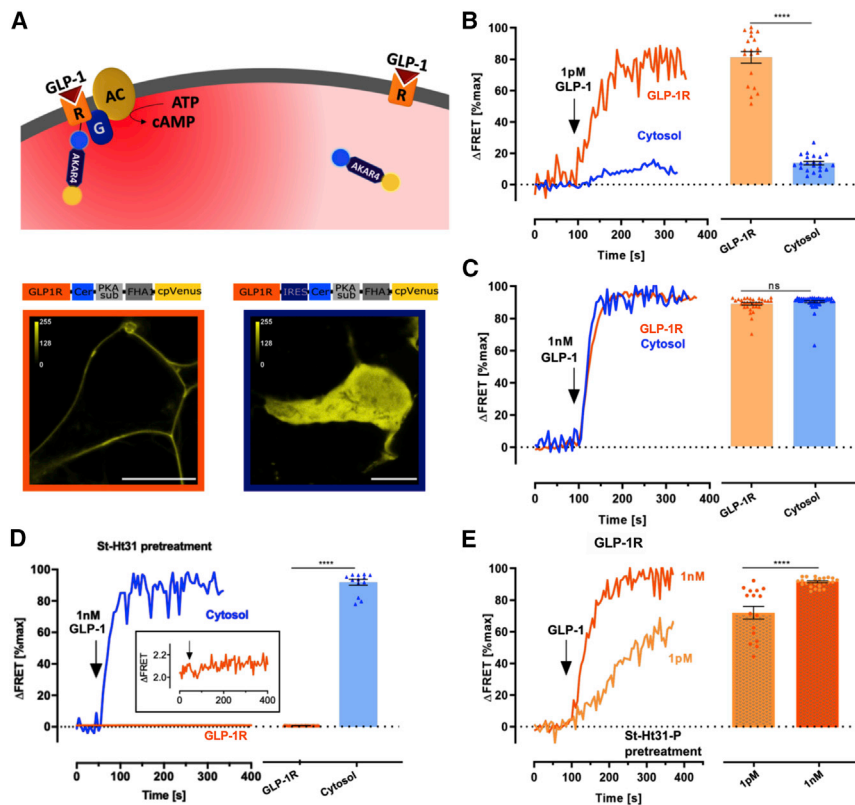 A
GLP-1
GLP-1
R
AC
ATP
cAMP
G
R
AKAR4
AKAR4
GLP1R Cer PKA sub FHA1 cpVenus
GLP1R IRES Cer PKA sub FHA1 cpVenus
255
128
0
255
128
0
B
ΔFRET [%max]
100
80
60
40
20
0
1pM
GLP-1
GLP-1R
Cytosol
0 100 200 300 400
Time [s]
****
GLP-1R
Cytosol
C
ΔFRET [%max]
100
80
60
40
20
0
1nM
GLP-1
GLP-1R
Cytosol
0 100 200 300 400
Time [s]
ns
GLP-1R
Cytosol
D
St-Ht31 pretreatment
ΔFRET [%max]
100
80
60
40
20
0
1nM
GLP-1
Cytosol
ΔFRET
2.2
2.0
0 100 200 300 400
GLP-1R
0 100 200 300 400
Time [s]
****
GLP-1R
Cytosol
E
GLP-1R
ΔFRET [%max]
100
80
60
40
20
0
GLP-1
1nM
1pM
St-Ht31-P
pretreatment
0 100 200 300 400
Time [s]
****
1pM
1nM